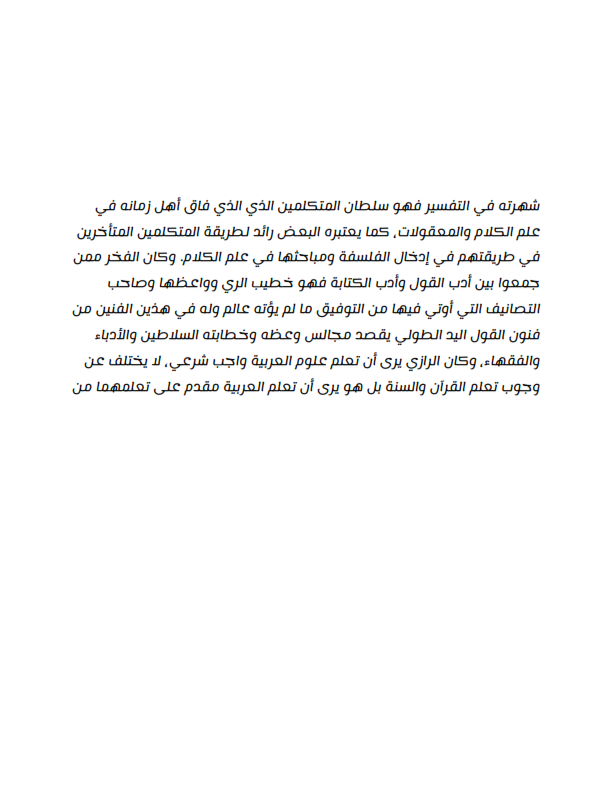 شهرته في التفسير فهو سلطان المتكلمين الذي الذي فاق أهل زمانه في
علم الكلام والمعقولات، كما يعتبره البعض رائد لطريقة المتكلمين المتأخرين
في طريقتهم في إدخال الفلسفة ومباحثها في علم الكلام. وكان الفخر ممن
جمعوا بين أدب القول وأدب الكتابة فهو خطيب الري وواعظها وصاحب
التصانيف التي أوتي فيها من التوفيق ما لم يؤته عالم وله في هذين الفنين من
فنون القول اليد الطولي يقصد مجالس وعظه وخطابته السلاطين والأدباء
والفقهاء، وكان الرازي يرى أن تعلم علوم العربية واجب شرعي، لا يختلف عن
وجوب تعلم القرآن والسنة بل هو يرى أن تعلم العربية مقدم على تعلمهما من